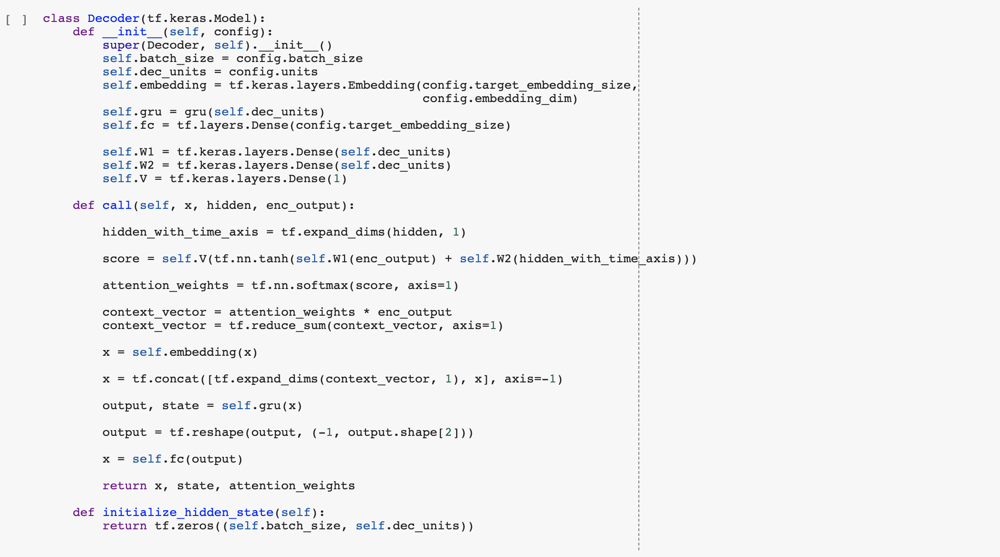 [ ] class Decoder(tf.keras.Model):
    def __init__(self, config):
        super(Decoder, self).__init__()
        self.batch_size = config.batch_size
        self.dec_units = config.units
        self.embedding = tf.keras.layers.Embedding(config.target_embedding_size,
                                                   config.embedding_dim)
        self.gru = gru(self.dec_units)
        self.fc = tf.layers.Dense(config.target_embedding_size)

        self.W1 = tf.keras.layers.Dense(self.dec_units)
        self.W2 = tf.keras.layers.Dense(self.dec_units)
        self.V = tf.keras.layers.Dense(1)

    def call(self, x, hidden, enc_output):

        hidden_with_time_axis = tf.expand_dims(hidden, 1)

        score = self.V(tf.nn.tanh(self.W1(enc_output) + self.W2(hidden_with_time_axis)))

        attention_weights = tf.nn.softmax(score, axis=1)

        context_vector = attention_weights * enc_output
        context_vector = tf.reduce_sum(context_vector, axis=1)

        x = self.embedding(x)

        x = tf.concat([tf.expand_dims(context_vector, 1), x], axis=-1)

        output, state = self.gru(x)

        output = tf.reshape(output, (-1, output.shape[2]))

        x = self.fc(output)

        return x, state, attention_weights

    def initialize_hidden_state(self):
        return tf.zeros((self.batch_size, self.dec_units))